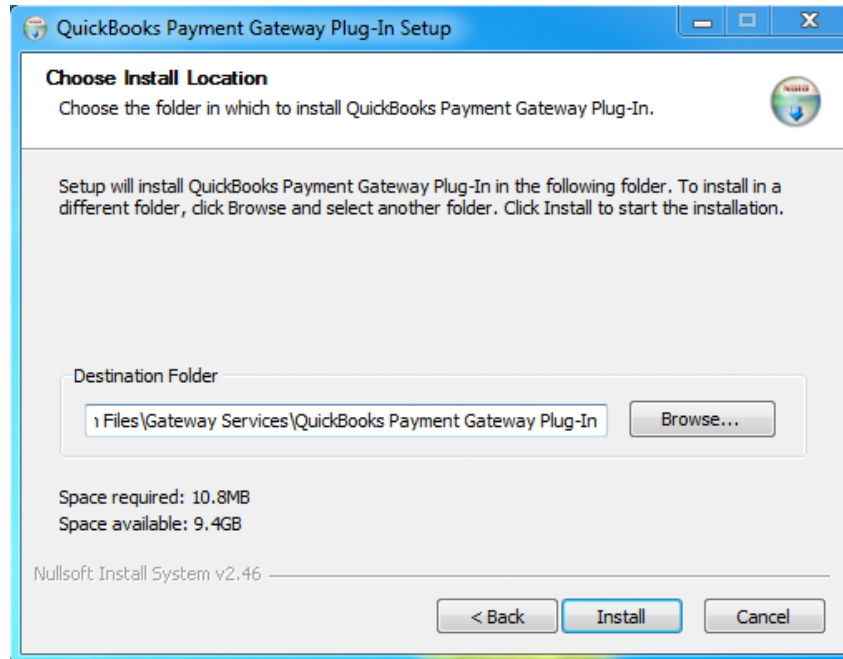 QuickBooks Payment Gateway Plug-In Setup
Choose Install Location
Choose the folder in which to install QuickBooks Payment Gateway Plug-In.
Setup will install QuickBooks Payment Gateway Plug-In in the following folder. To install in a
different folder, click Browse and select another folder. Click Install to start the installation.
Destination Folder
Files\Gateway Services\QuickBooks Payment Gateway Plug-In
Browse...
Space required: 10.8MB
Space available: 9.4GB
Nullsoft Install System v2.46
< Back
Install
Cancel